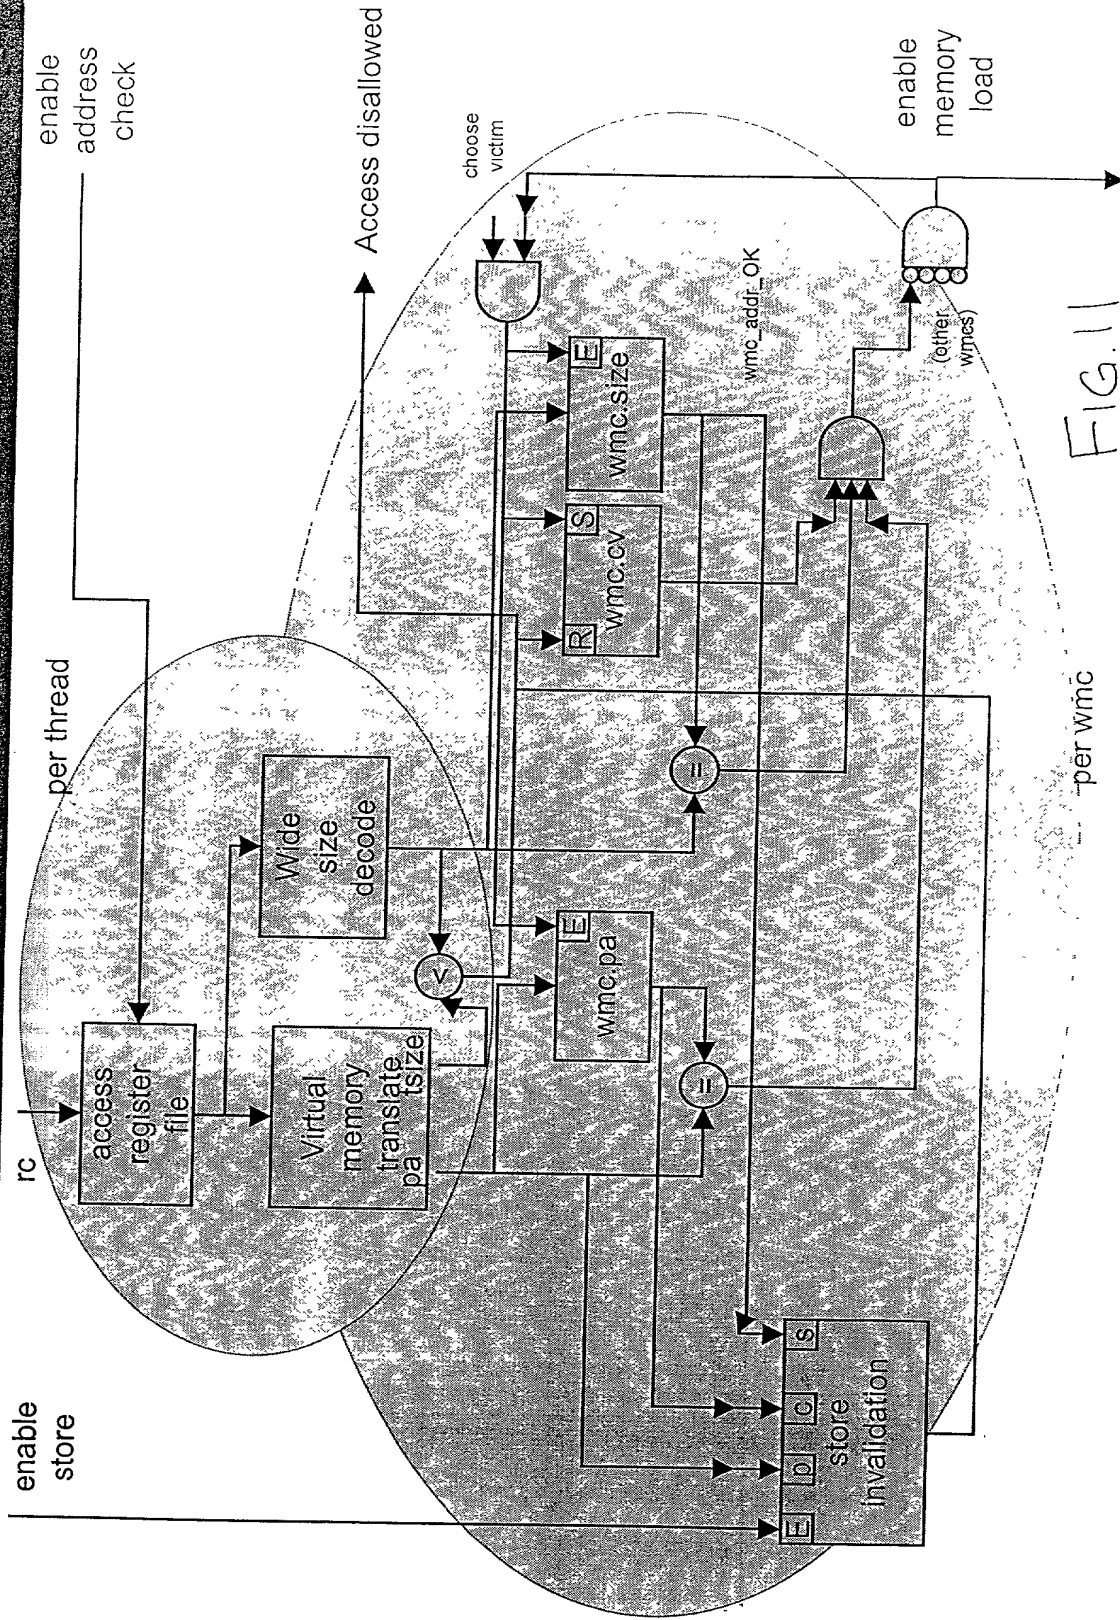 enable
store
rc
enable
address
check
per thread
access
register
file
Virtual
memory
translate
pa tsize
Wide
size
decode
<
Access disallowed
choose
victim
E
wmc.pa
R
S
wmc.cv
E
wmc.size
=
=
wmc_addr_OK
E
p
c
s
store
invalidation
(other
wmcs)
enable
memory
load
per wmc
FIG. 11